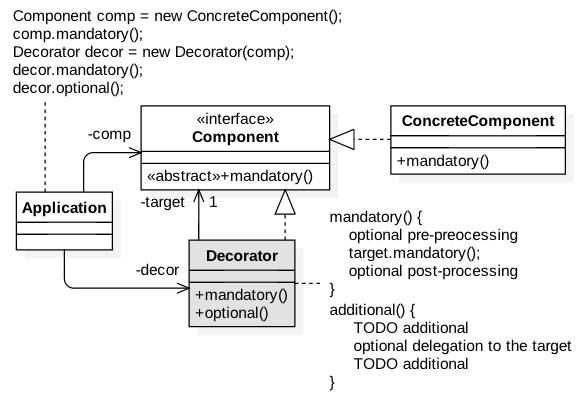 Component comp = new ConcreteComponent();
comp.mandatory();
Decorator decor = new Decorator(comp);
decor.mandatory();
decor.optional();
«interface»
Component
«abstract»+mandatory()
ConcreteComponent
+mandatory()
-comp
-target 1
Application
-decor
Decorator
+mandatory()
+optional()
mandatory() {
optional pre-preocessing
target.mandatory();
optional post-processing
}
additional() {
TODO additional
optional delegation to the target
TODO additional
}